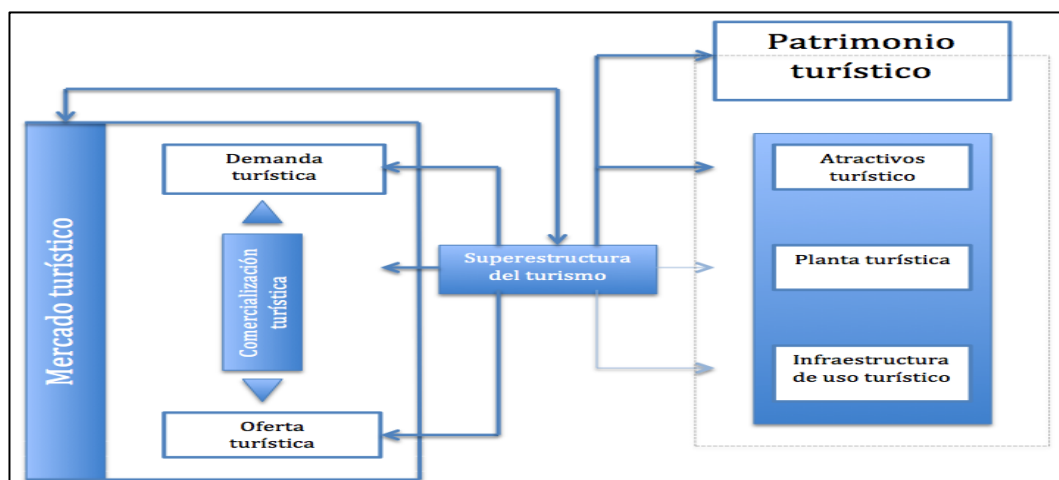 Patrimonio
turístico
Demanda
turística
Atractivos
turístico
Mercado turístico
Comercialización
turística
Superestructura
del turismo
Planta turística
Infraestructura
de uso turístico
Oferta
turística